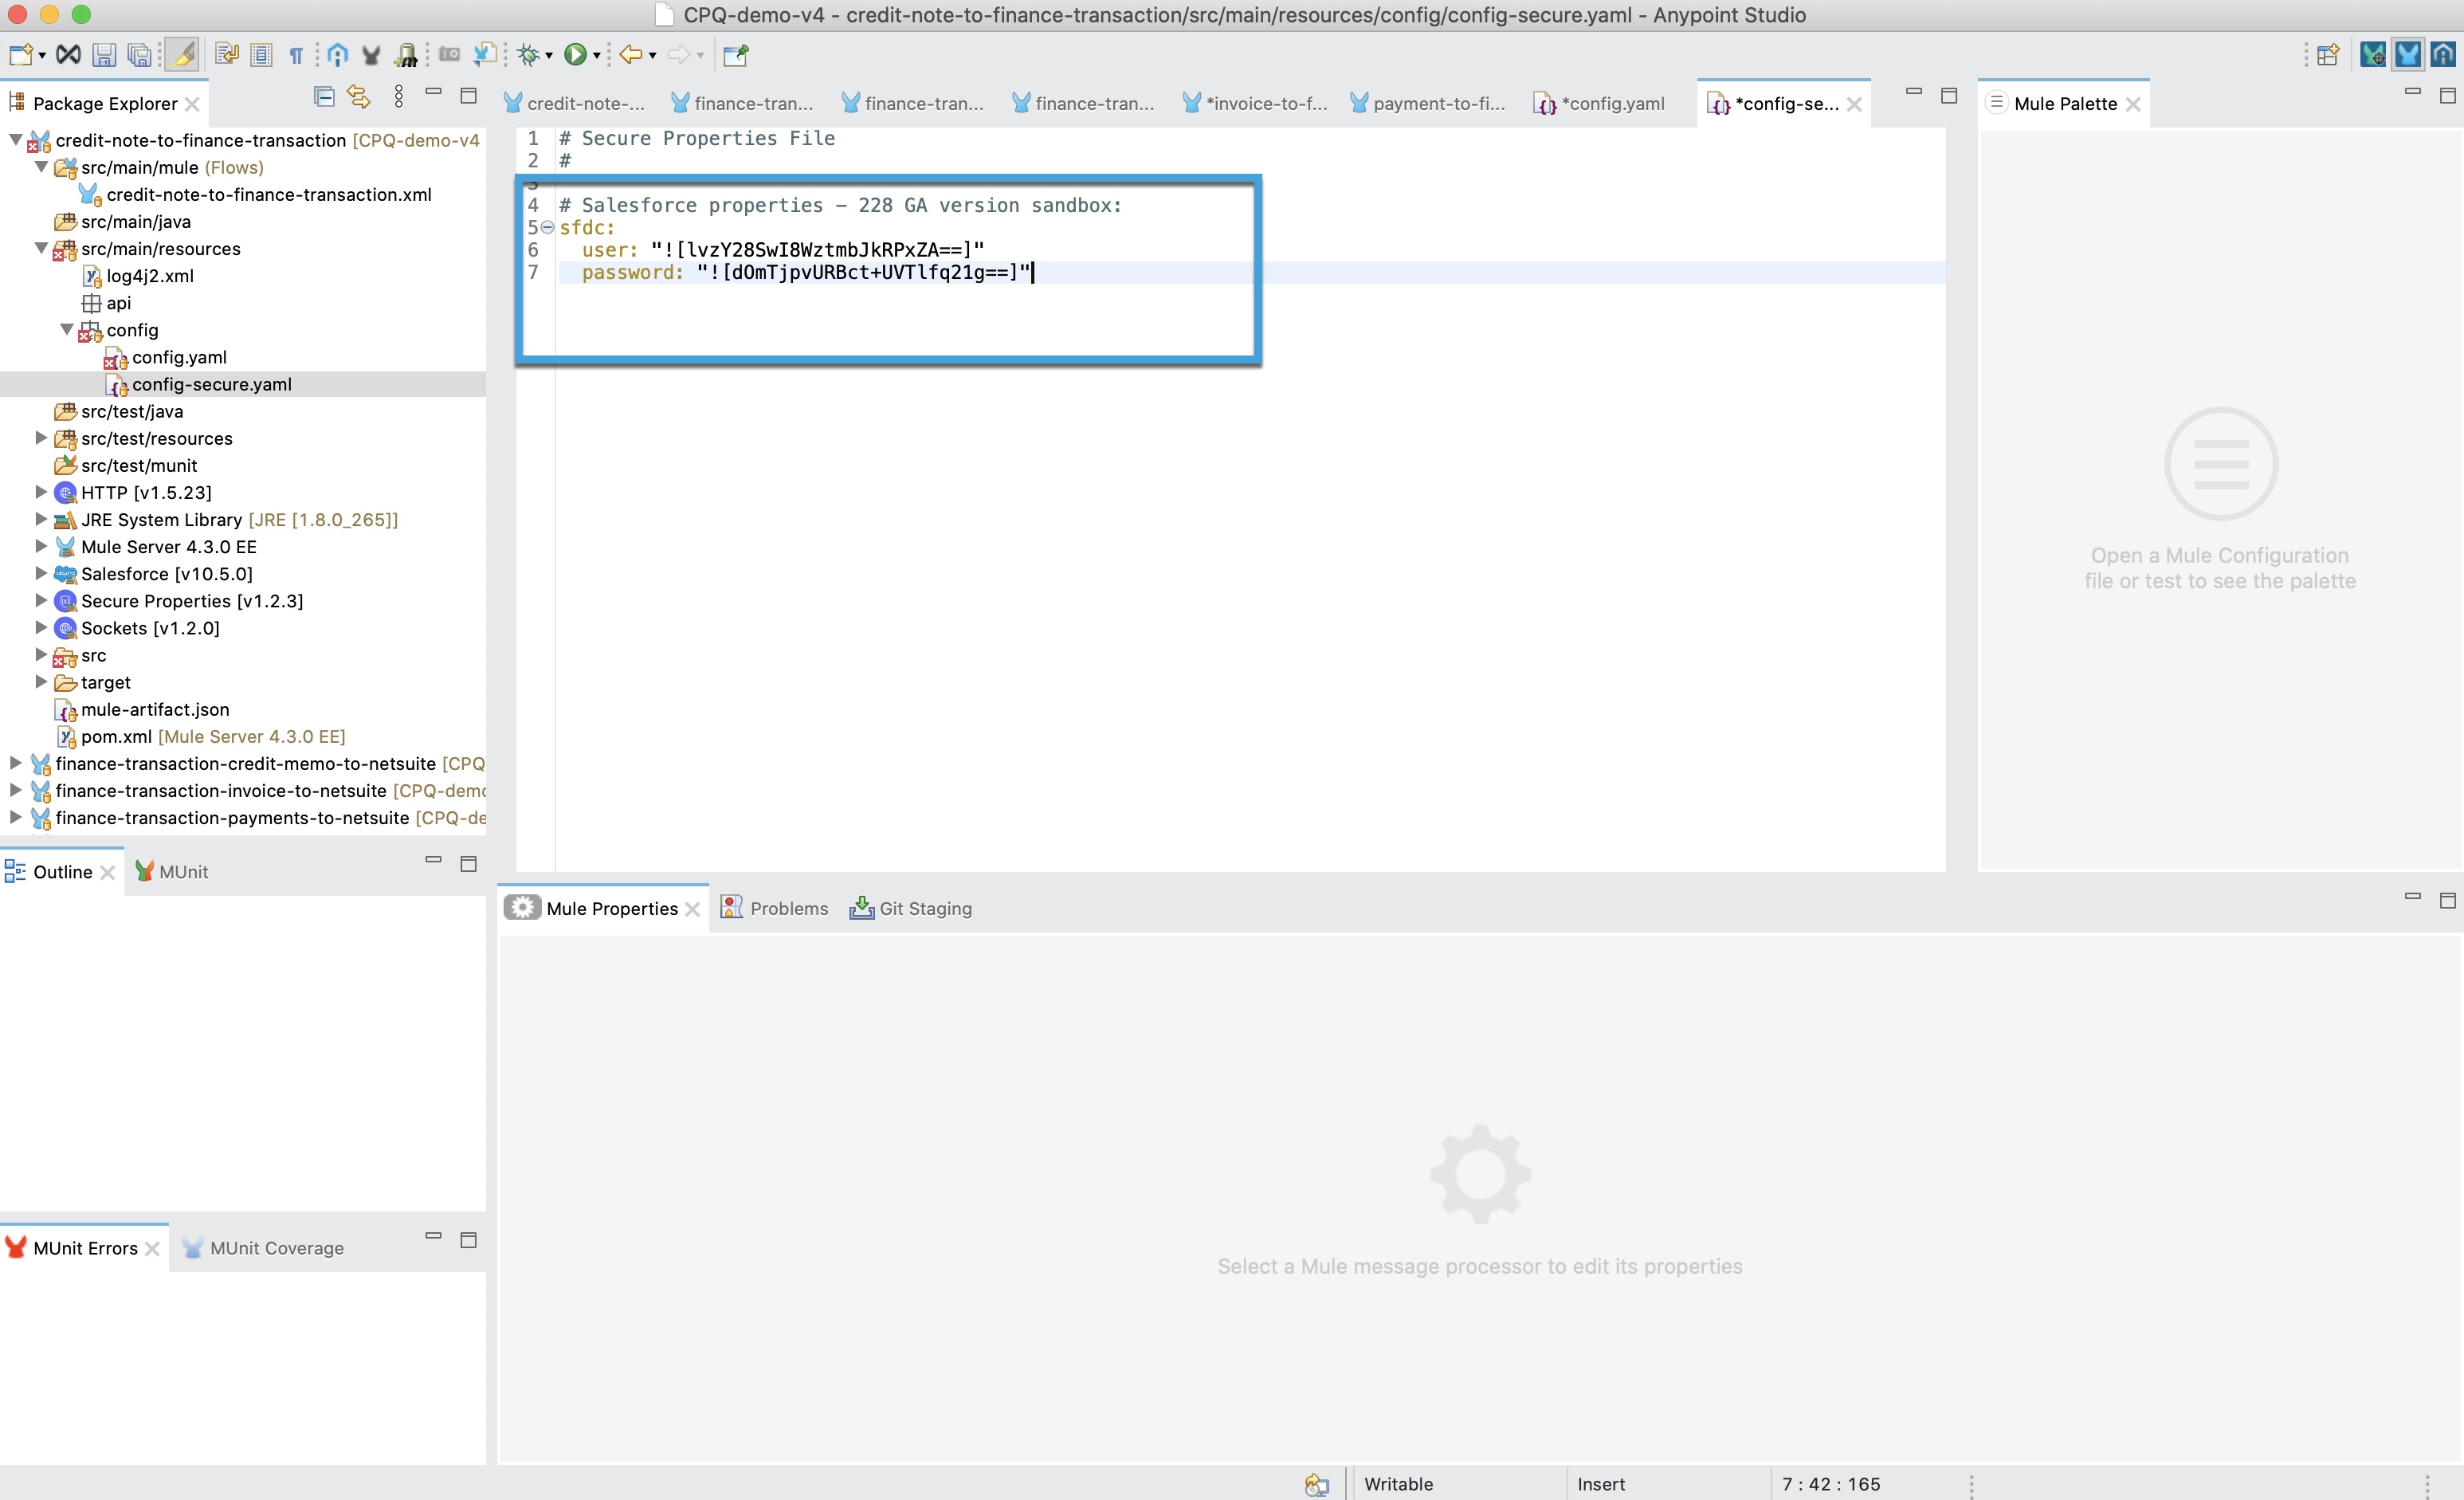 CPQ-demo-v4 - credit-note-to-finance-transaction/src/main/resources/config/config-secure.yaml - Anypoint Studio
Package Explorer
credit-note-to-finance-transaction [CPQ-demo-v4
src/main/mule (Flows)
credit-note-to-finance-transaction.xml
src/main/java
src/main/resources
log4j2.xml
api
config
config.yaml
config-secure.yaml
src/test/java
src/test/resources
src/test/munit
HTTP [v1.5.23]
JRE System Library [JRE [1.8.0_265]]
Mule Server 4.3.0 EE
Salesforce [v10.5.0]
Secure Properties [v1.2.3]
Sockets [v1.2.0]
src
target
mule-artifact.json
pom.xml [Mule Server 4.3.0 EE]
finance-transaction-credit-memo-to-netsuite [CPQ
finance-transaction-invoice-to-netsuite [CPQ-demo
finance-transaction-payments-to-netsuite [CPQ-de
Outline
MUnit
MUnit Errors
MUnit Coverage
credit-note-... finance-tran... finance-tran... finance-tran... *invoice-to-f... payment-to-fi... *config.yaml *config-se...
1 # Secure Properties File
2 #
3
4 # Salesforce properties – 228 GA version sandbox:
5 sfdc:
6 user: "![lvzY28SwI8WztmbJkRPxZA==]"
7 password: "![dOmTjpvURBct+UVTlfq21g==]"
Mule Palette
Open a Mule Configuration
file or test to see the palette
Mule Properties
Problems
Git Staging
Select a Mule message processor to edit its properties
Writable
Insert
7 : 42 : 165